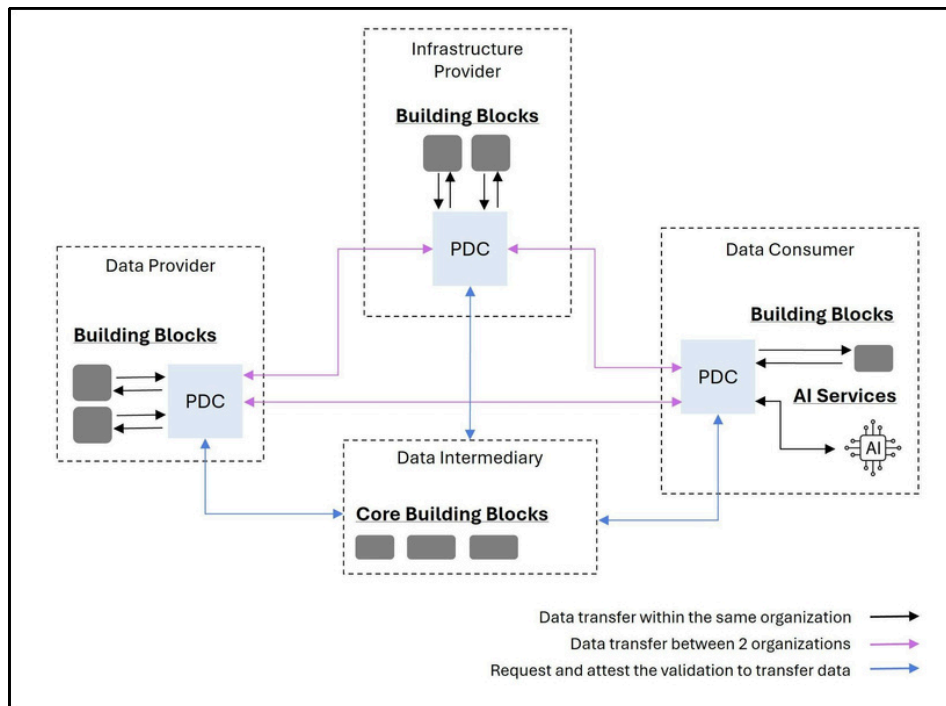 Infrastructure
Provider
Building Blocks
PDC
Data Provider
Building Blocks
PDC
Data Consumer
Building Blocks
PDC
AI Services
AI
Data Intermediary
Core Building Blocks
Data transfer within the same organization
Data transfer between 2 organizations
Request and attest the validation to transfer data